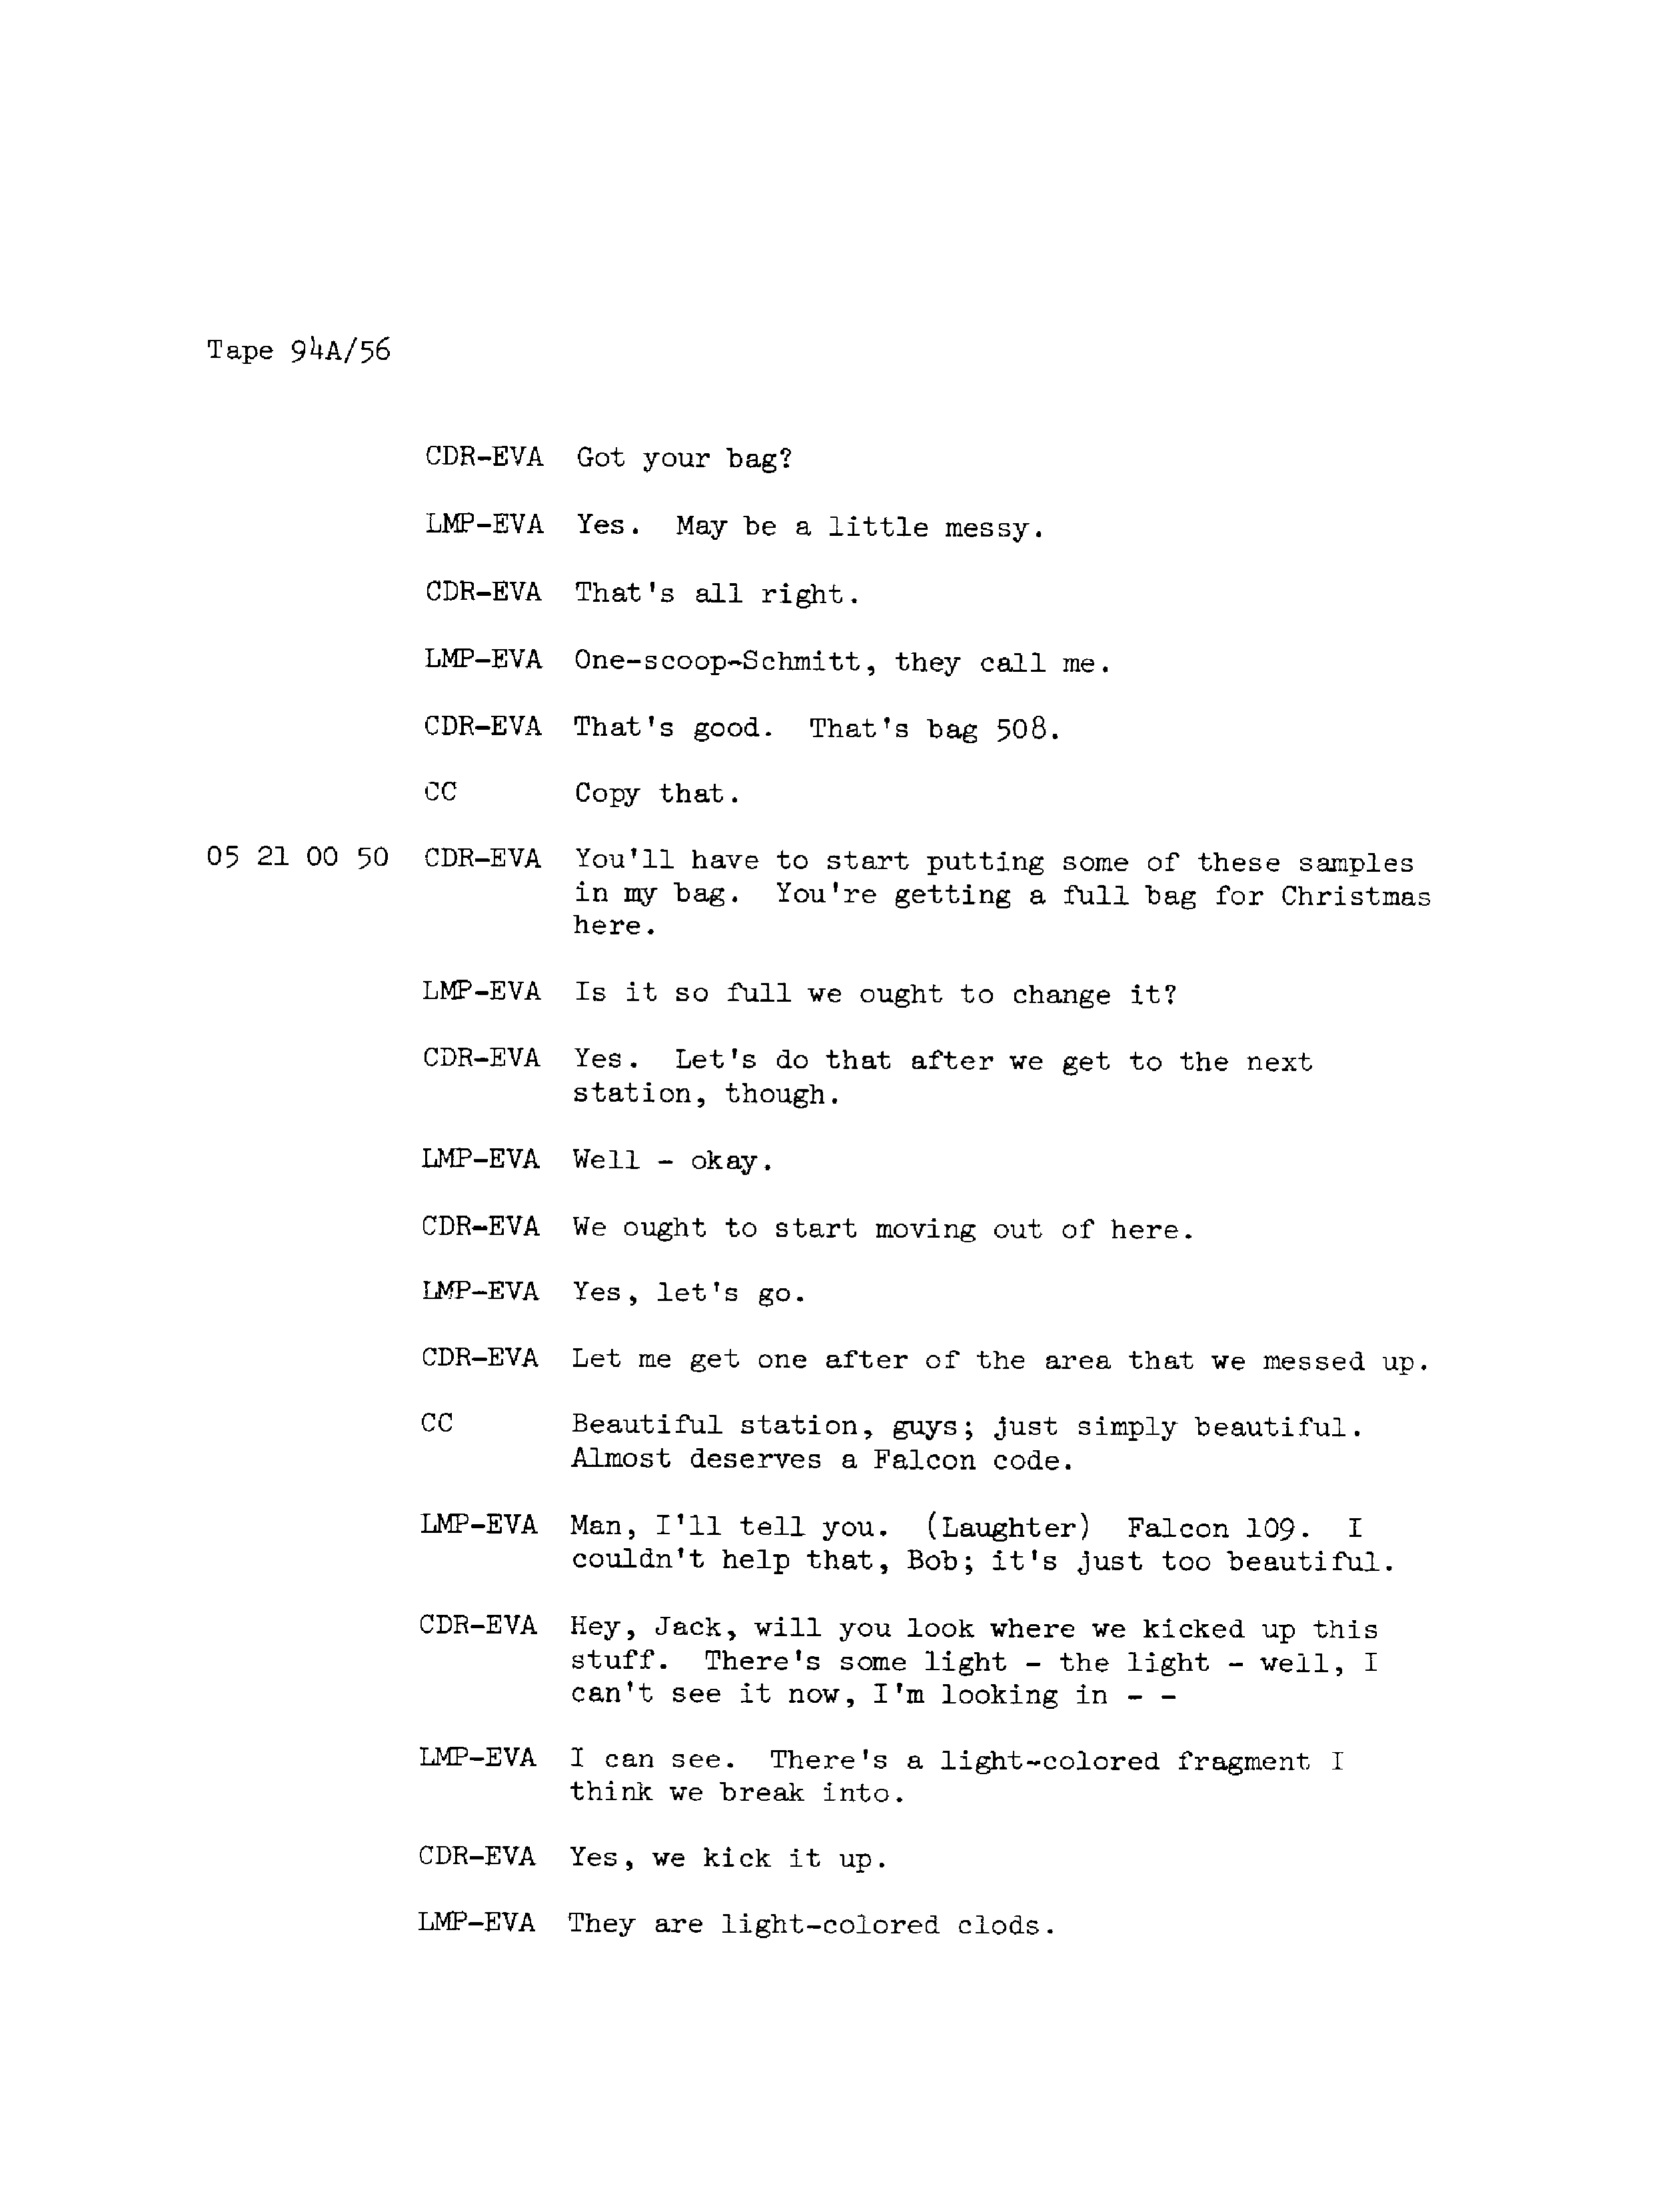 Tape 94A/56
CDR-EVA Got your bag?
LMP-EVA Yes. May be a little messy.
CDR-EVA That's all right.
LMP-EVA One-scoop-Schmitt, they call me.
CDR-EVA That's good. That's bag 508.
CC Copy that.
05 21 00 50 CDR-EVA You'll have to start putting some of these samples
in my bag. You're getting a full bag for Christmas
here.
LMP-EVA Is it so full we ought to change it?
CDR-EVA Yes. Let's do that after we get to the next
station, though.
LMP-EVA Well - okay.
CDR-EVA We ought to start moving out of here.
LMP-EVA Yes, let's go.
CDR-EVA Let me get one after of the area that we messed up.
CC Beautiful station, guys; just simply beautiful.
Almost deserves a Falcon code.
LMP-EVA Man, I'll tell you. (Laughter) Falcon 109. I
couldn't help that, Bob; it's just too beautiful.
CDR-EVA Hey, Jack, will you look where we kicked up this
stuff. There's some light - the light - well, I
can't see it now, I'm looking in - -
LMP-EVA I can see. There's a light-colored fragment I
think we break into.
CDR-EVA Yes, we kick it up.
LMP-EVA They are light-colored clods.